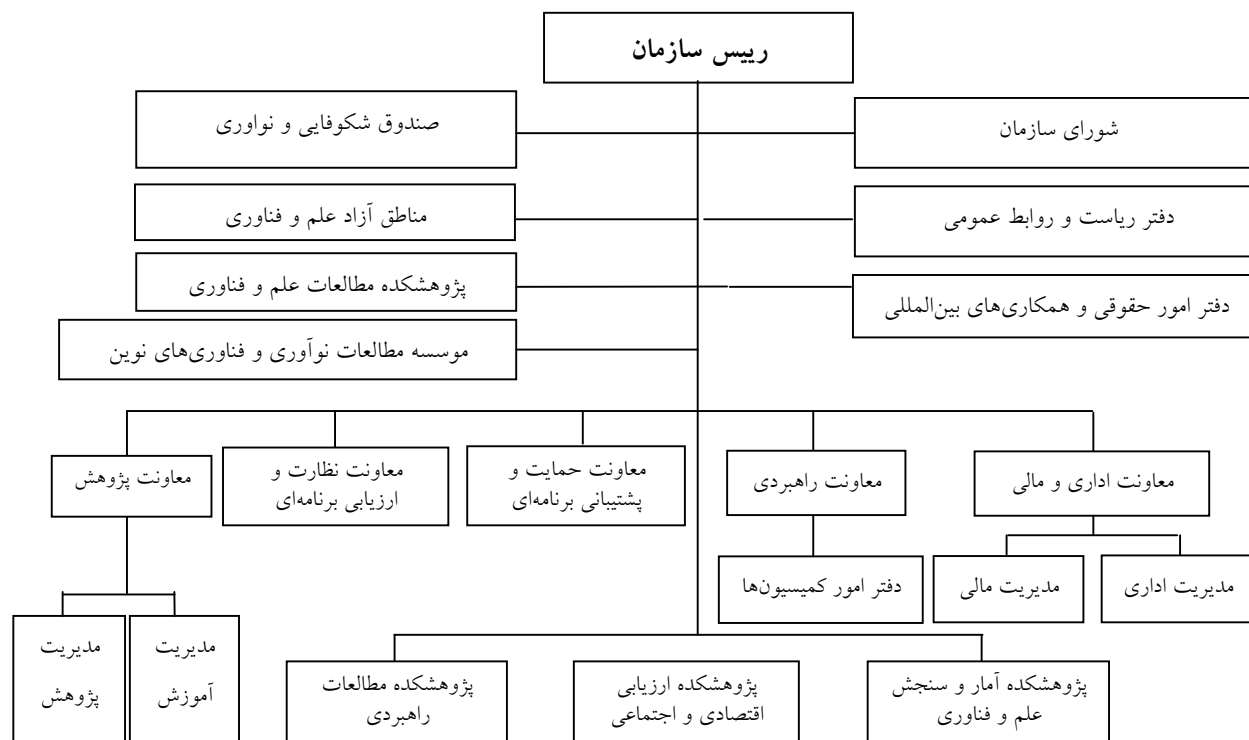 رییس سازمان
شورای سازمان
صندوق شکوفایی و نواوری
دفتر ریاست و روابط عمومی
مناطق آزاد علم و فناوری
دفتر امور حقوقی و همکاری‌های بین‌المللی
پژوهشکده مطالعات علم و فناوری
موسسه مطالعات نوآوری و فناوری‌های نوین
معاونت اداری و مالی
معاونت راهبردی
معاونت حمایت و
پشتیبانی برنامه‌ای
معاونت نظارت و
ارزیابی برنامه‌ای
معاونت پژوهش
مدیریت اداری
مدیریت مالی
دفتر امور کمیسیون‌ها
مدیریت
آموزش
مدیریت
پژوهش
پژوهشکده آمار و سنجش
علم و فناوری
پژوهشکده ارزیابی
اقتصادی و اجتماعی
پژوهشکده مطالعات
راهبردی